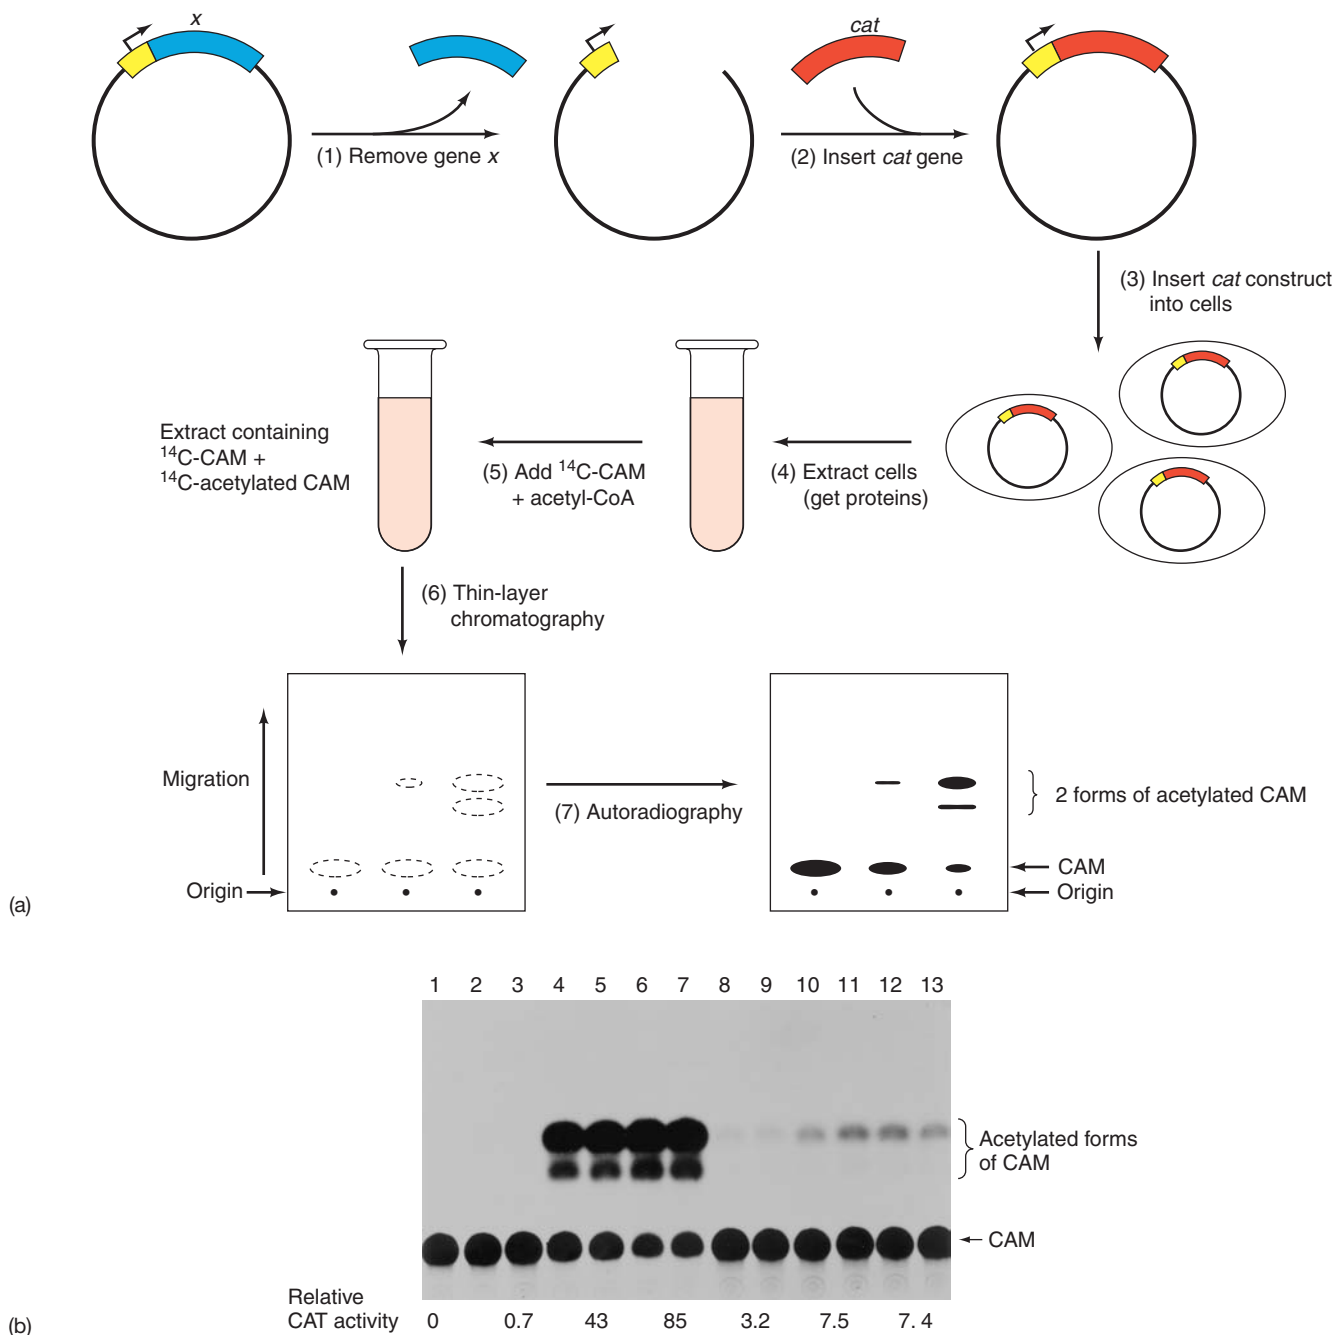 x
cat
(1) Remove gene x
(2) Insert cat gene
(3) Insert cat construct
into cells
Extract containing
¹⁴C-CAM +
¹⁴C-acetylated CAM
(5) Add ¹⁴C-CAM
+ acetyl-CoA
(4) Extract cells
(get proteins)
(6) Thin-layer
chromatography
Migration
(7) Autoradiography
2 forms of acetylated CAM
CAM
Origin
Origin
(a)
1 2 3 4 5 6 7 8 9 10 11 12 13
Acetylated forms
of CAM
CAM
Relative
CAT activity 0 0.7 43 85 3.2 7.5 7. 4
(b)